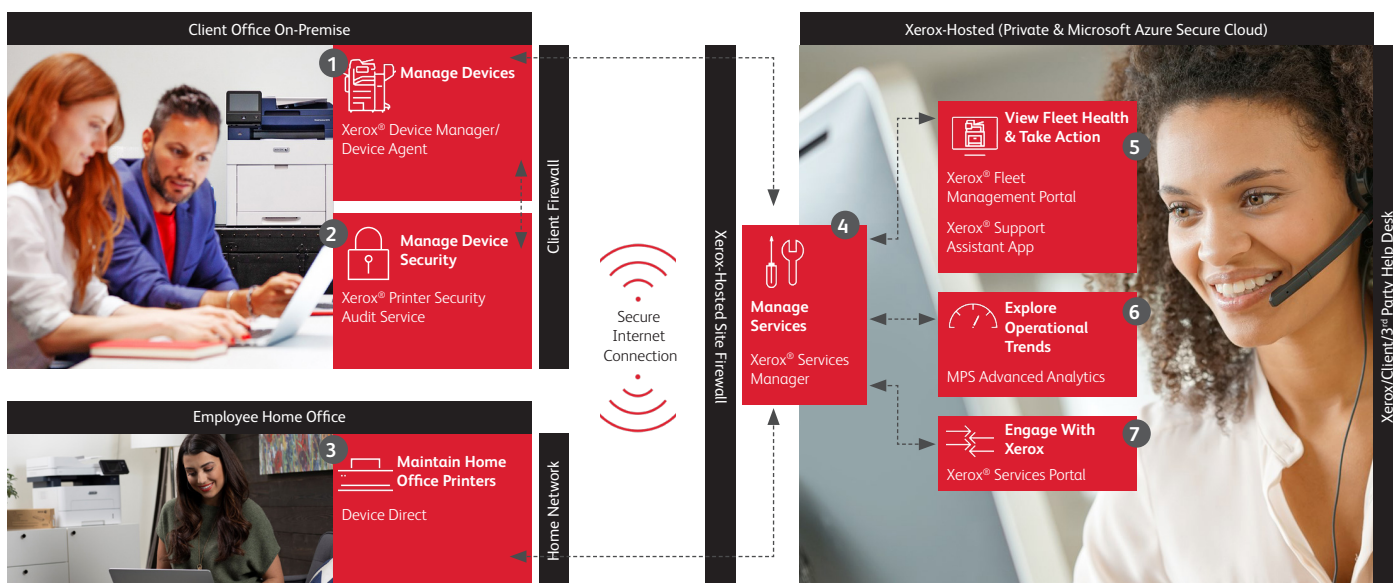 Client Office On-Premise
1
Manage Devices
Xerox® Device Manager/
Device Agent
2
Manage Device
Security
Xerox® Printer Security
Audit Service
Client Firewall
Employee Home Office
3
Maintain Home
Office Printers
Device Direct
Home Network
Secure
Internet
Connection
Xerox-Hosted Site Firewall
Xerox-Hosted (Private & Microsoft Azure Secure Cloud)
4
Manage
Services
Xerox® Services
Manager
View Fleet Health
& Take Action
5
Xerox® Fleet
Management Portal
Xerox® Support
Assistant App
Explore
Operational
Trends
6
MPS Advanced Analytics
Engage With
Xerox
7
Xerox® Services Portal
Xerox/Client/3rd Party Help Desk